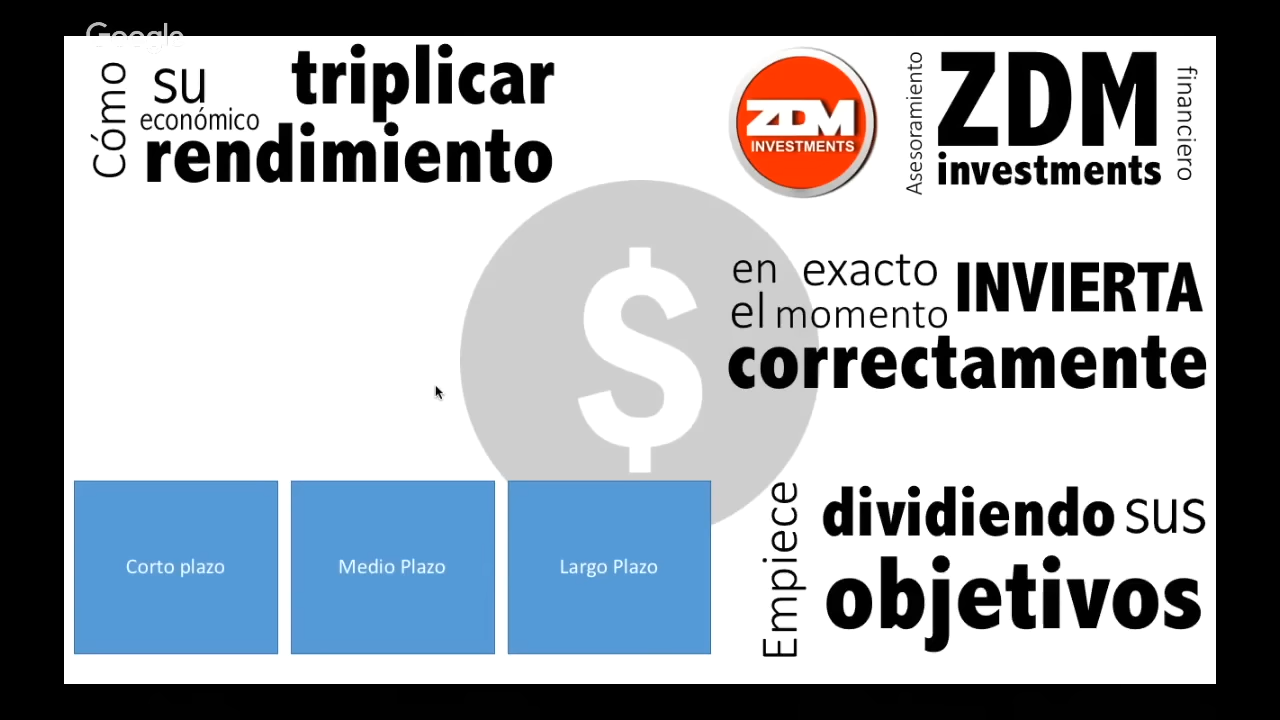 Google
Cómo su triplicar
económico
rendimiento
ZDM
INVESTMENTS
Asesoramiento ZDM financiero
investments
en exacto INVIERTA
el momento
correctamente
Corto plazo
Medio Plazo
Largo Plazo
Empiece dividiendo sus
objetivos